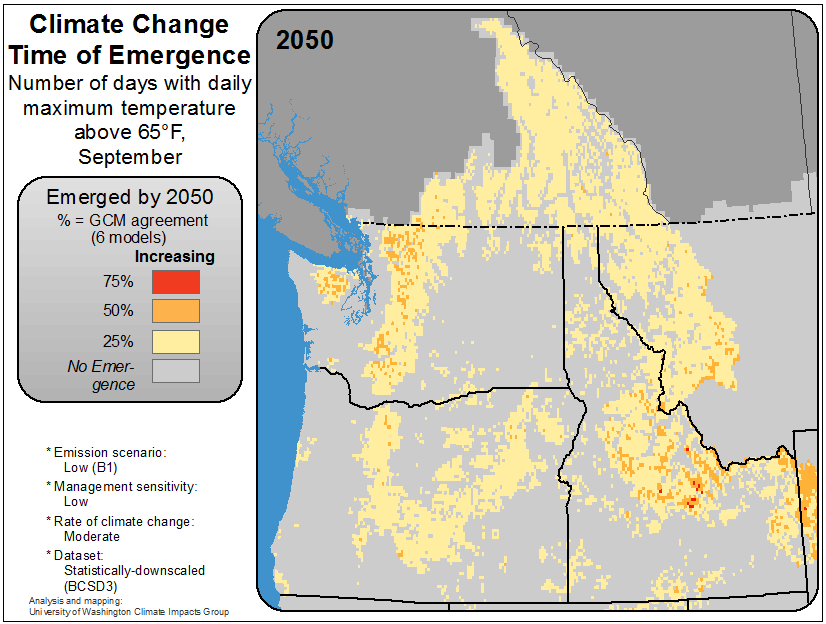 Climate Change
Time of Emergence
Number of days with daily
maximum temperature
above 65°F,
September
2050
Emerged by 2050
% = GCM agreement
(6 models)
Increasing
75%
50%
25%
No Emer-
gence
* Emission scenario:
Low (B1)
* Management sensitivity:
Low
* Rate of climate change:
Moderate
* Dataset:
Statistically-downscaled
(BCSD3)
Analysis and mapping:
University of Washington Climate Impacts Group